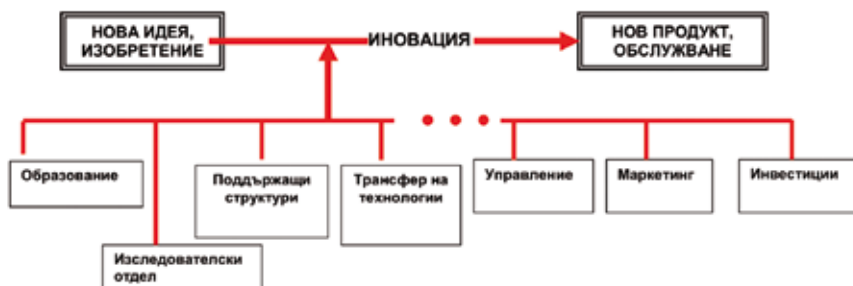 НОВА ИДЕЯ,
ИЗОБРЕТЕНИЕ
ИНОВАЦИЯ
НОВ ПРОДУКТ,
ОБСЛУЖВАНЕ
Образование
Изследователски
отдел
Поддържащи
структури
Трансфер на
технологии
Управление
Маркетинг
Инвестиции